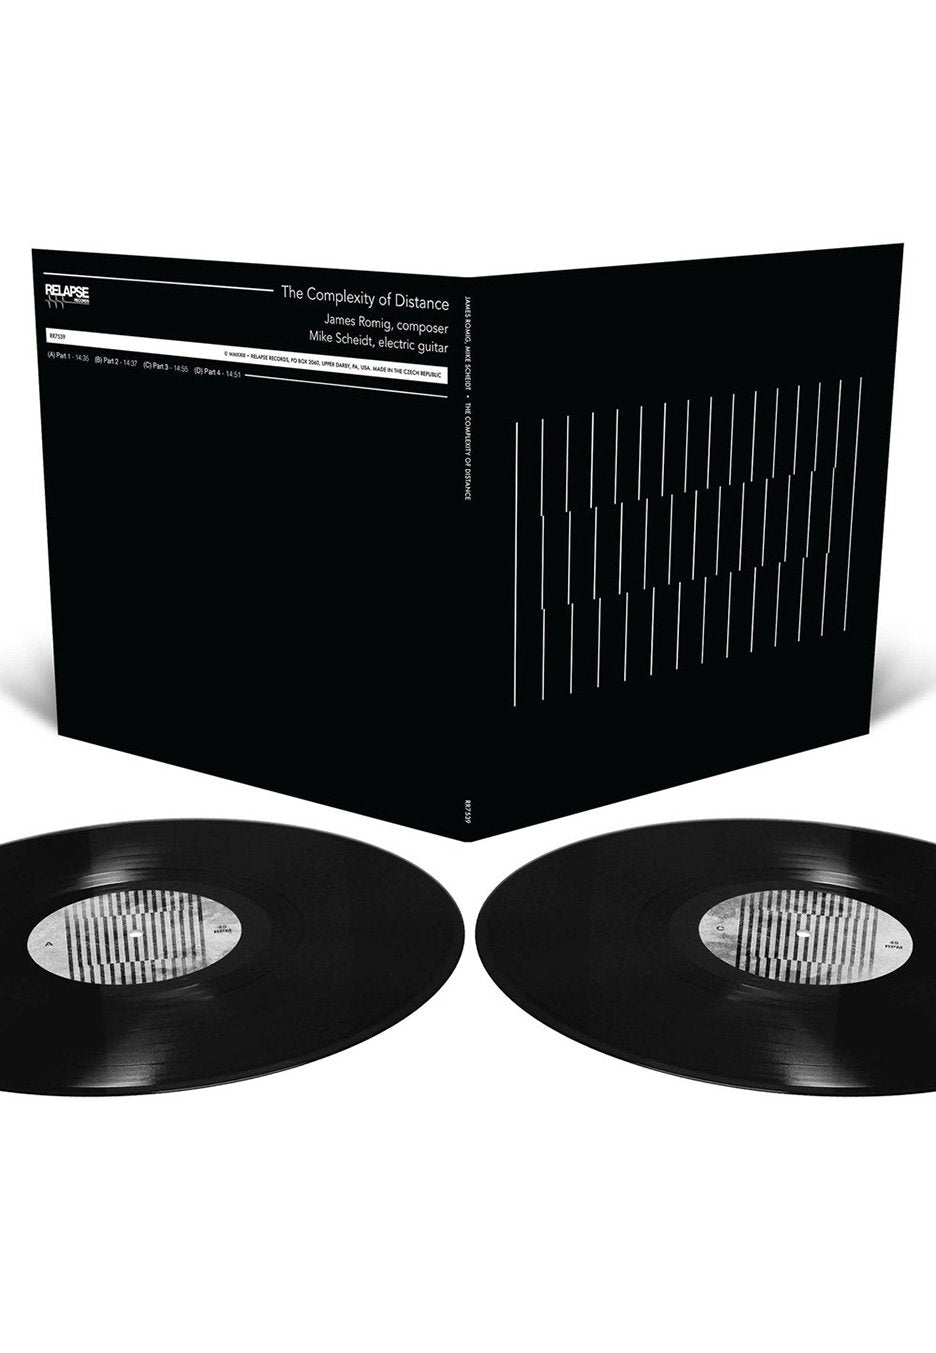 RELAPSE
RECORDS
The Complexity of Distance
James Romig, composer
Mike Scheidt, electric guitar
RR7539
© MMXXIII • RELAPSE RECORDS, PO BOX 2060, UPPER DARBY, PA, USA. MADE IN THE CZECH REPUBLIC
(A) Part 1 - 14:35 (B) Part 2 - 14:37 (C) Part 3 - 14:55 (D) Part 4 - 14:51
JAMES ROMIG, MIKE SCHEIDT • THE COMPLEXITY OF DISTANCE
RR7539
A
45
RPM
C
45
RPM